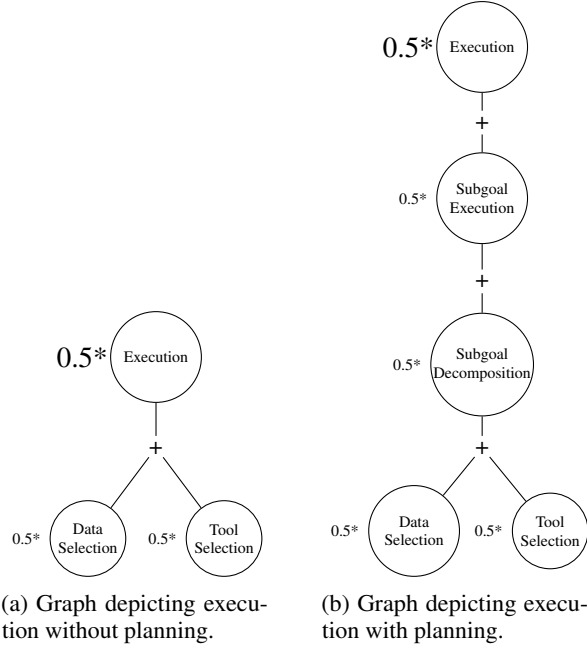 0.5*
Execution
+
Data
Selection
0.5*
Tool
Selection
0.5*
(a) Graph depicting execu-
tion without planning.
0.5*
Execution
+
0.5*
Subgoal
Execution
+
0.5*
Subgoal
Decomposition
+
0.5*
Data
Selection
0.5*
Tool
Selection
(b) Graph depicting execu-
tion with planning.